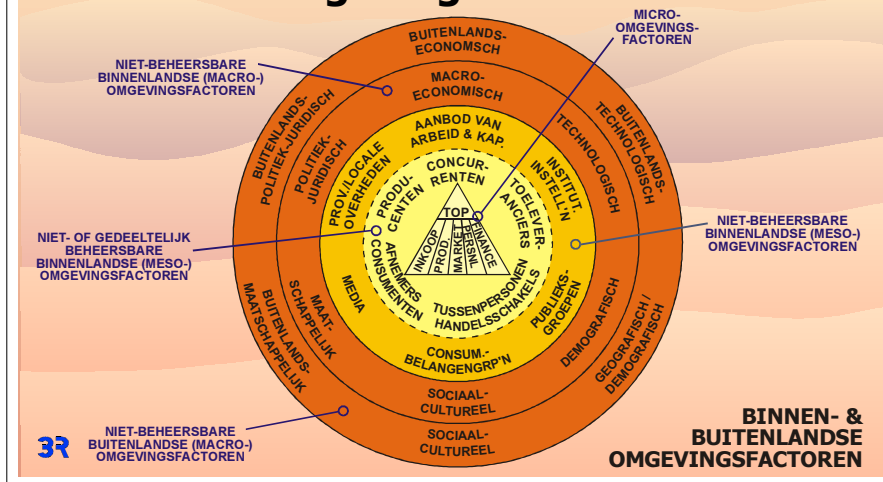 MICRO-
OMGEVINGS-
FACTOREN
NIET-BEHEERSBARE
BINNENLANDSE (MACRO-)
OMGEVINGSFACTOREN
BUITENLANDS-
ECONOMSCH
MACRO-
ECONOMISCH
AANBOD VAN
ARBEID & KAP.
CONCUR-
RENTEN
BUITENLANDS-
POLITIEK-JURIDISCH
POLITIEK-
JURIDISCH
PROV./LOCALE
OVERHEDEN
PRODU-
CENTEN
TOELEVER-
ANCIERS
INSTITUT.
INSTELL'N
TECHNOLOGISCH
BUITENLANDS-
TECHNOLOGISCH
TOP
INKOOP
PROD.
MARKET
PERSNL
FINANCE
NIET- OF GEDEELTELIJK
BEHEERSBARE
BINNENLANDSE (MESO-)
OMGEVINGSFACTOREN
NIET-BEHEERSBARE
BINNENLANDSE (MESO-)
OMGEVINGSFACTOREN
AFNEMERS
CONSUMENTEN
TUSSENPERSONEN
HANDELSSCHAKELS
MEDIA
PUBLIEKS-
GROEPEN
CONSUM.-
BELANGENGRP'N
MAAT-
SCHAPPELIJK
BUITENLANDS-
MAATSCHAPPELIJK
DEMOGRAFISCH
GEOGRAFISCH /
DEMOGRAFISCH
SOCIAAL-
CULTUREEL
SOCIAAL-
CULTUREEL
NIET-BEHEERSBARE
BUITENLANDSE (MACRO-)
OMGEVINGSFACTOREN
BINNEN- &
BUITENLANDSE
OMGEVINGSFACTOREN